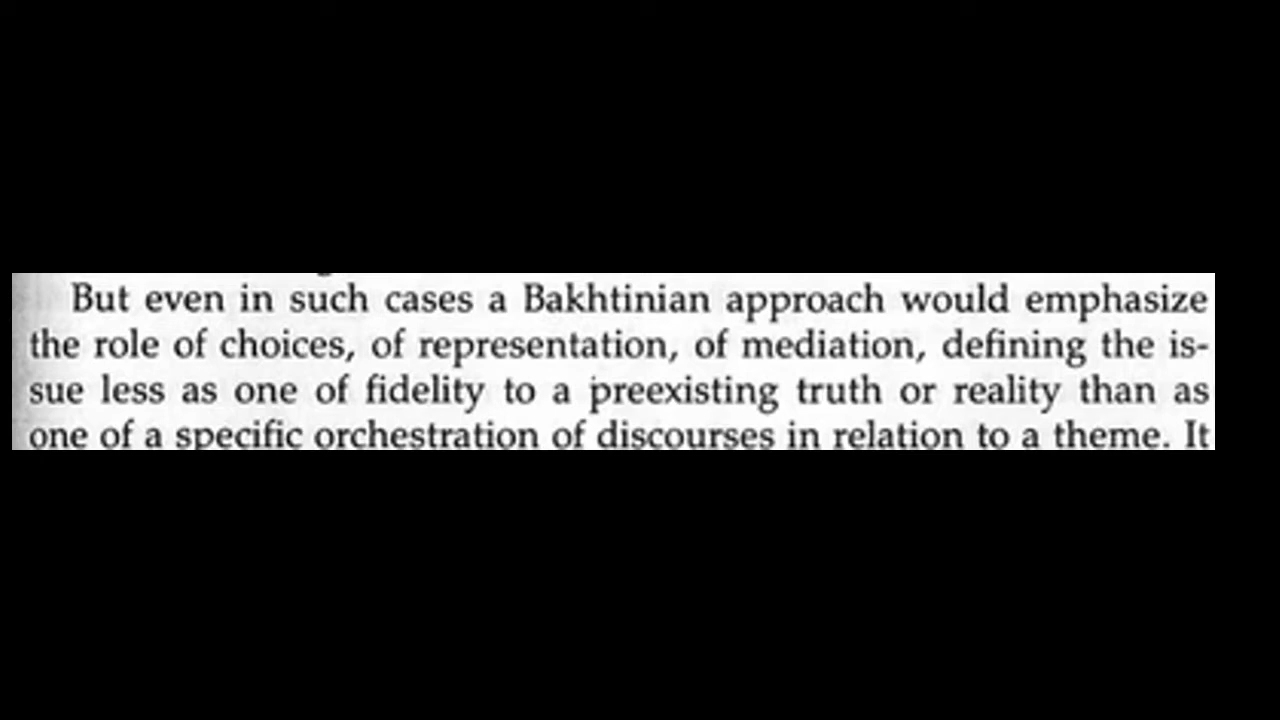 But even in such cases a Bakhtinian approach would emphasize
the role of choices, of representation, of mediation, defining the is-
sue less as one of fidelity to a preexisting truth or reality than as
one of a specific orchestration of discourses in relation to a theme. It